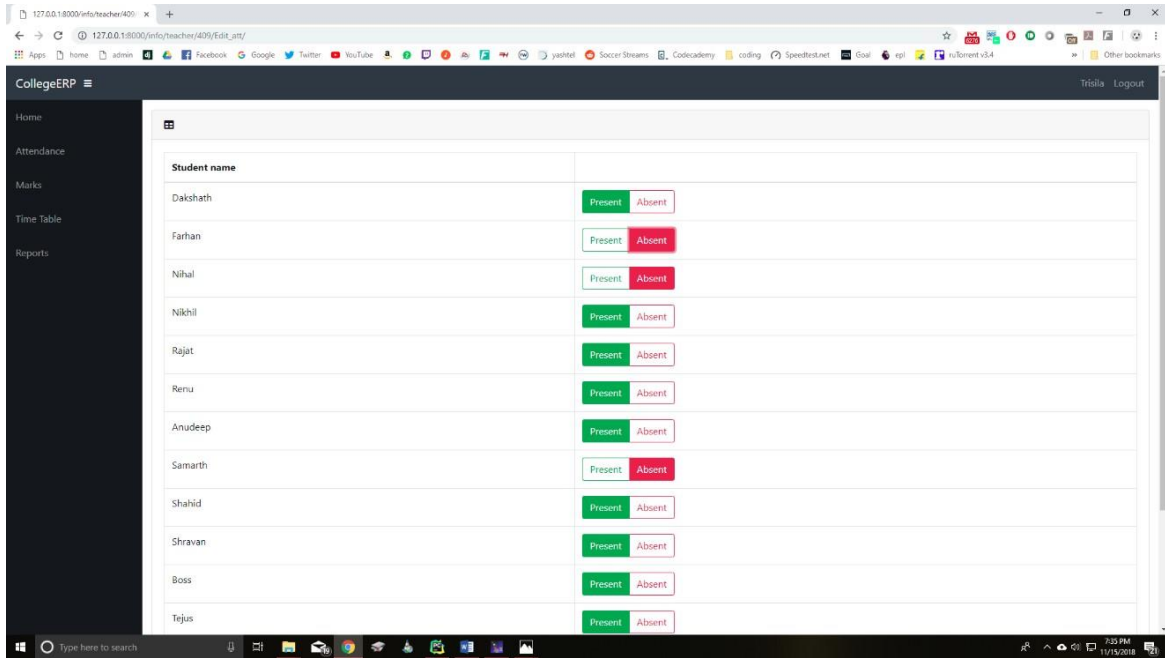 127.0.0.1:8000/info/teacher/409/
127.0.0.1:8000/info/teacher/409/Edit_att/
Apps home admin Facebook Google Twitter YouTube yashtel Soccer Streams Codecademy coding Speedtest.net Goal epl ruTorrent v3.4 Other bookmarks
CollegeERP Trisila Logout
Home
Attendance
Marks
Time Table
Reports
Student name
Dakshath Present Absent
Farhan Present Absent
Nihal Present Absent
Nikhil Present Absent
Rajat Present Absent
Renu Present Absent
Anudeep Present Absent
Samarth Present Absent
Shahid Present Absent
Shravan Present Absent
Boss Present Absent
Tejus Present Absent
Type here to search 7:35 PM
11/15/2018